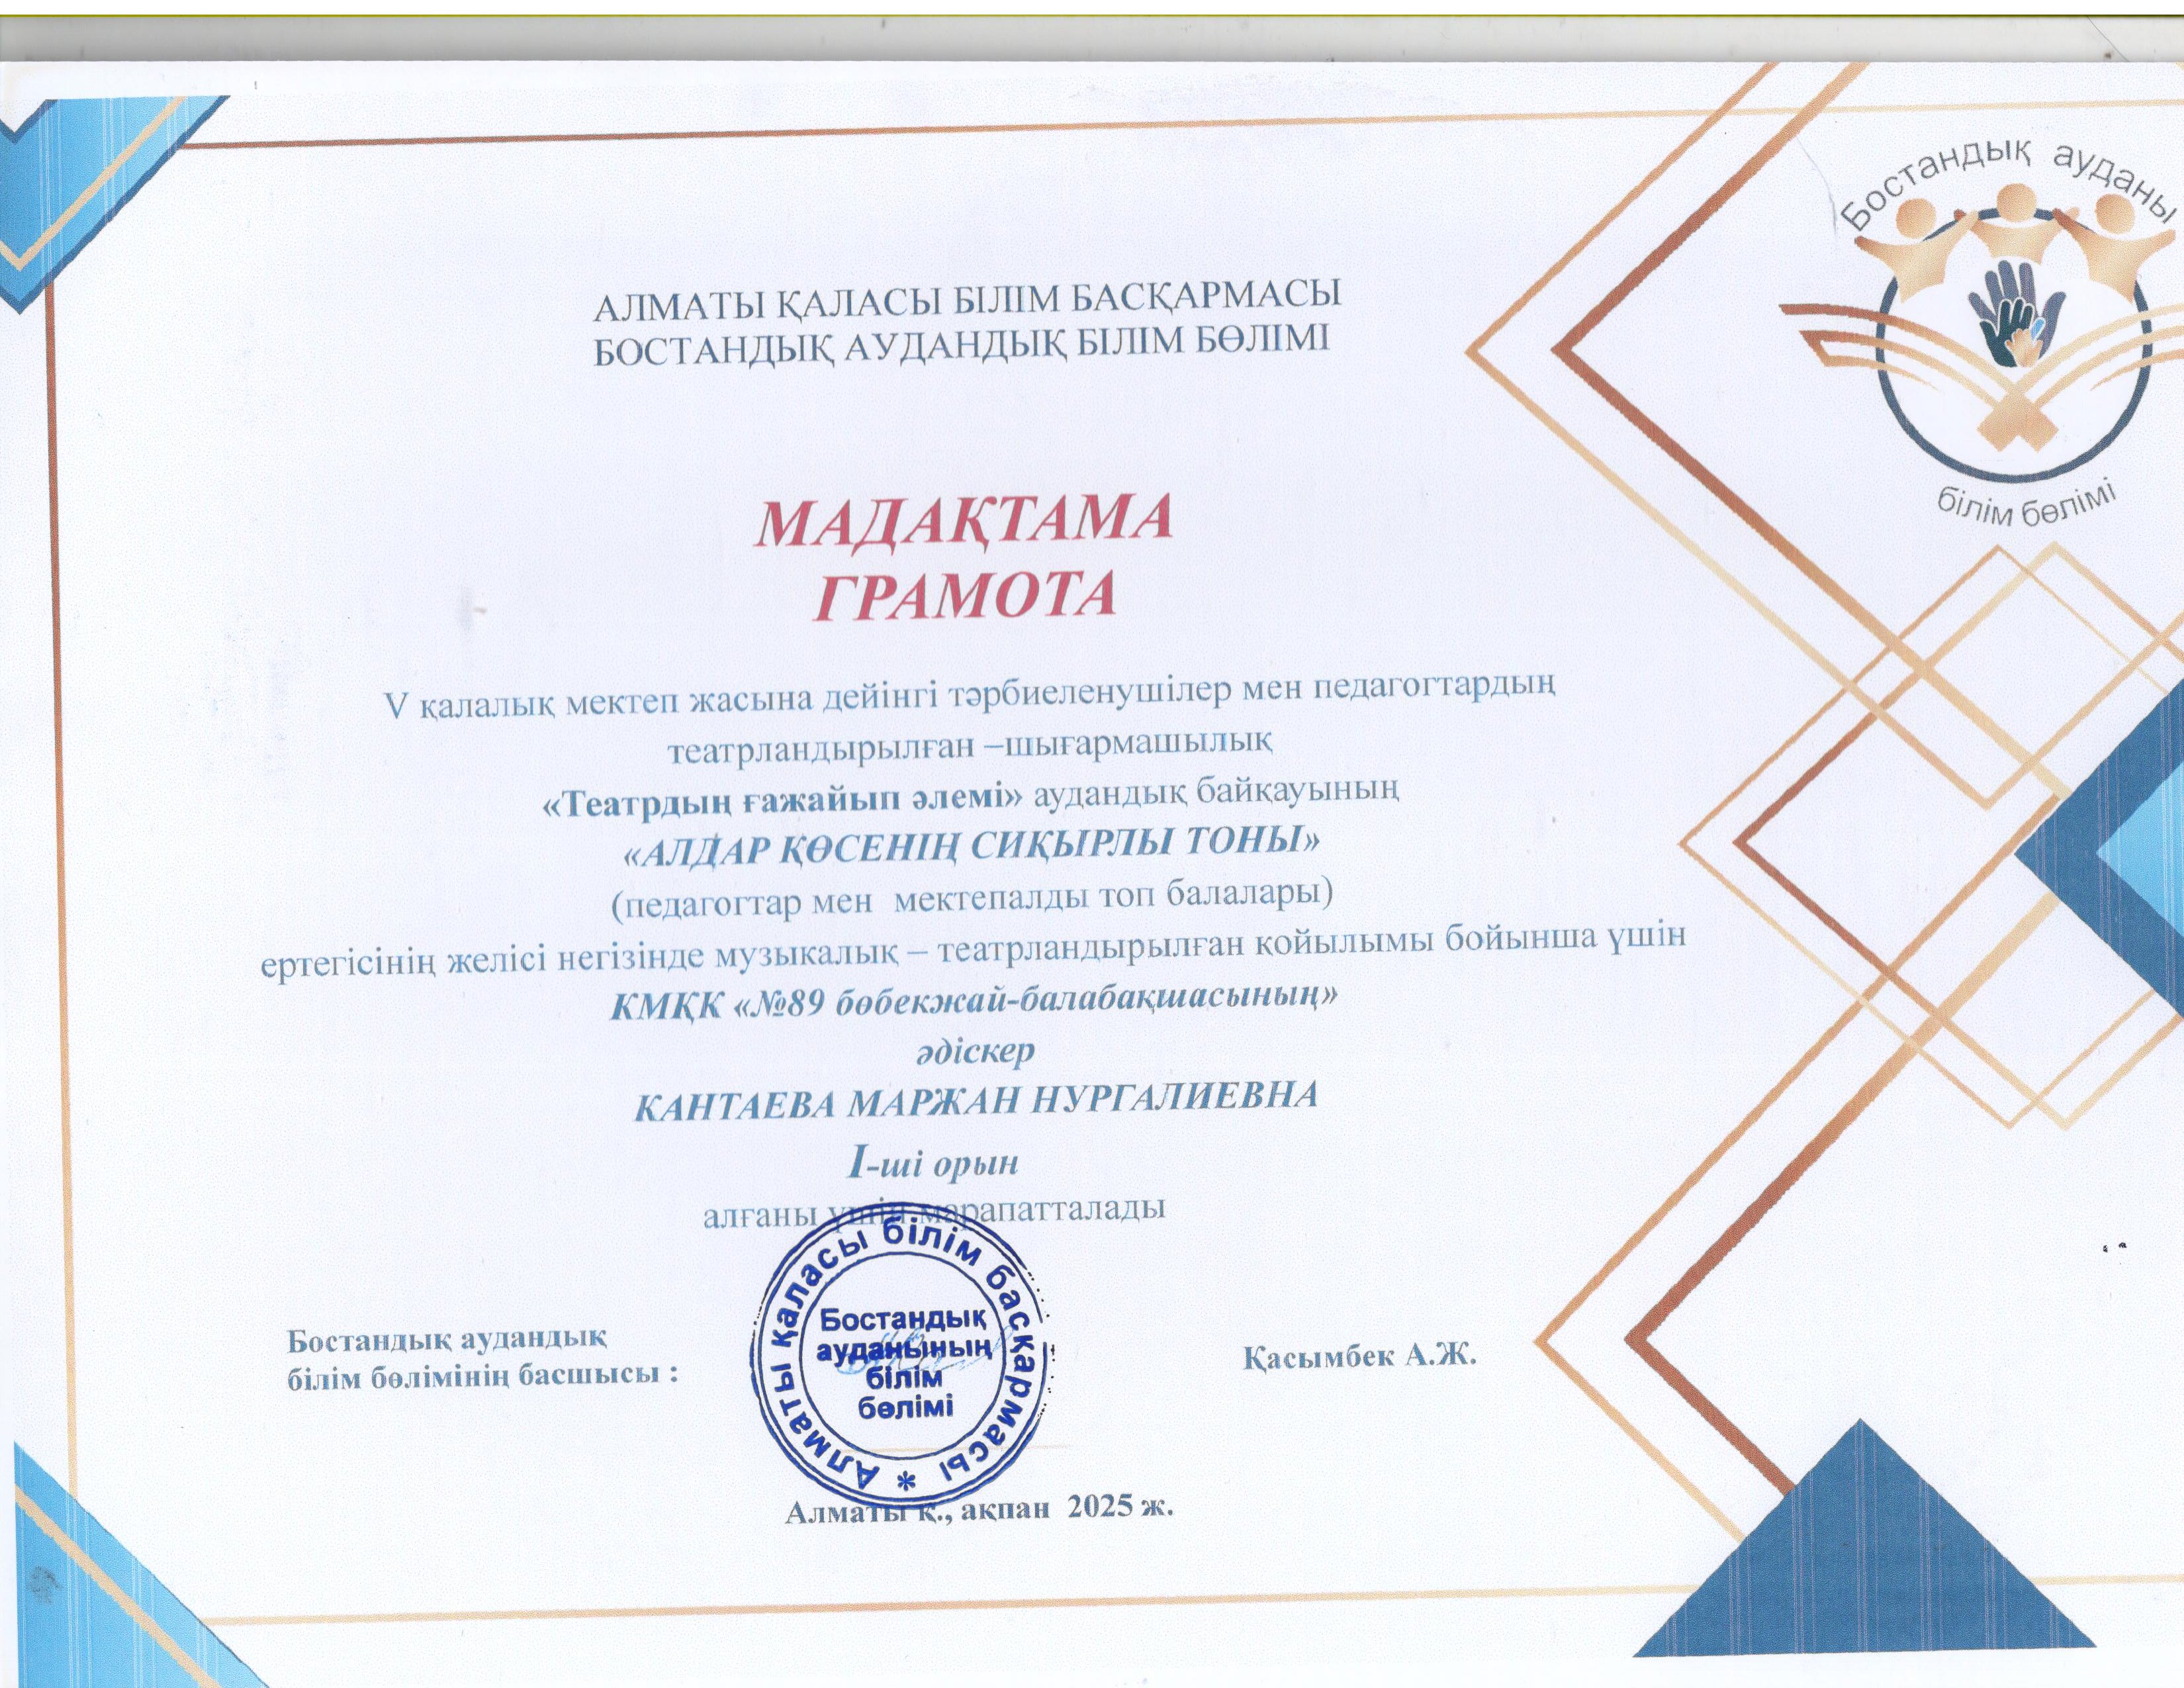 Бостандық ауданы
білім бөлімі
АЛМАТЫ ҚАЛАСЫ БІЛІМ БАСҚАРМАСЫ
БОСТАНДЫҚ АУДАНДЫҚ БІЛІМ БӨЛІМІ
МАДАҚТАМА
ГРАМОТА
V қалалық мектеп жасына дейінгі тәрбиеленушілер мен педагогтардың
театрландырылған –шығармашылық
«Театрдың ғажайып әлемі» аудандық байқауының
«АЛДАР ҚӨСЕНІҢ СИҚЫРЛЫ ТОНЫ»
(педагогтар мен мектепалды топ балалары)
ертегісінің желісі негізінде музыкалық – театрландырылған қойылымы бойынша үшін
КМҚК «№89 бөбекжай-балабақшасының»
әдіскер
КАНТАЕВА МАРЖАН НУРГАЛИЕВНА
I-ші орын
алғаны үшін марапатталады
Бостандық аудандық
білім бөлімінің басшысы :
Алматы қаласы білім басқармасы *
Бостандық
ауданының
білім
бөлімі
Қасымбек А.Ж.
Алматы қ., ақпан 2025 ж.